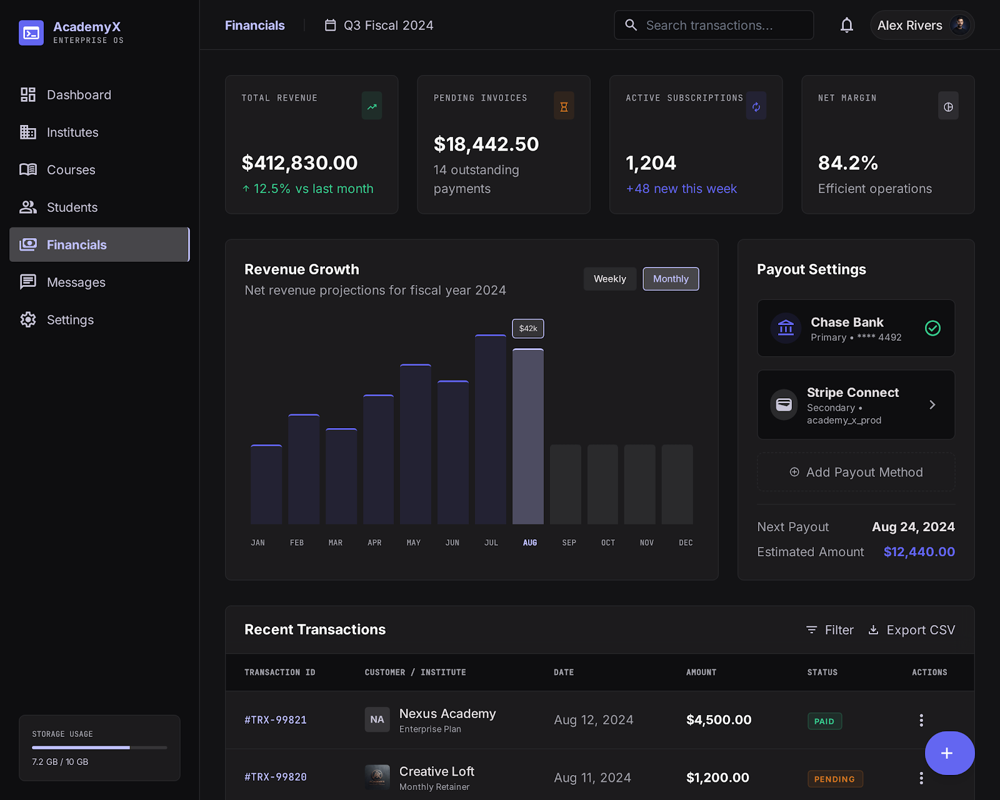 AcademyX
ENTERPRISE OS
Dashboard
Institutes
Courses
Students
Financials
Messages
Settings
STORAGE USAGE
7.2 GB / 10 GB
Financials
Q3 Fiscal 2024
Search transactions...
Alex Rivers
TOTAL REVENUE
$412,830.00
↑ 12.5% vs last month
PENDING INVOICES
$18,442.50
14 outstanding
payments
ACTIVE SUBSCRIPTIONS
1,204
+48 new this week
NET MARGIN
84.2%
Efficient operations
Revenue Growth
Net revenue projections for fiscal year 2024
Weekly
Monthly
$42k
JAN FEB MAR APR MAY JUN JUL AUG SEP OCT NOV DEC
Payout Settings
Chase Bank
Primary • **** 4492
Stripe Connect
Secondary •
academy_x_prod
Add Payout Method
Next Payout Aug 24, 2024
Estimated Amount $12,440.00
Recent Transactions
Filter
Export CSV
TRANSACTION ID CUSTOMER / INSTITUTE DATE AMOUNT STATUS ACTIONS
#TRX-99821 NA Nexus Academy Aug 12, 2024 $4,500.00 PAID
Enterprise Plan
#TRX-99820 Creative Loft Aug 11, 2024 $1,200.00 PENDING
Monthly Retainer